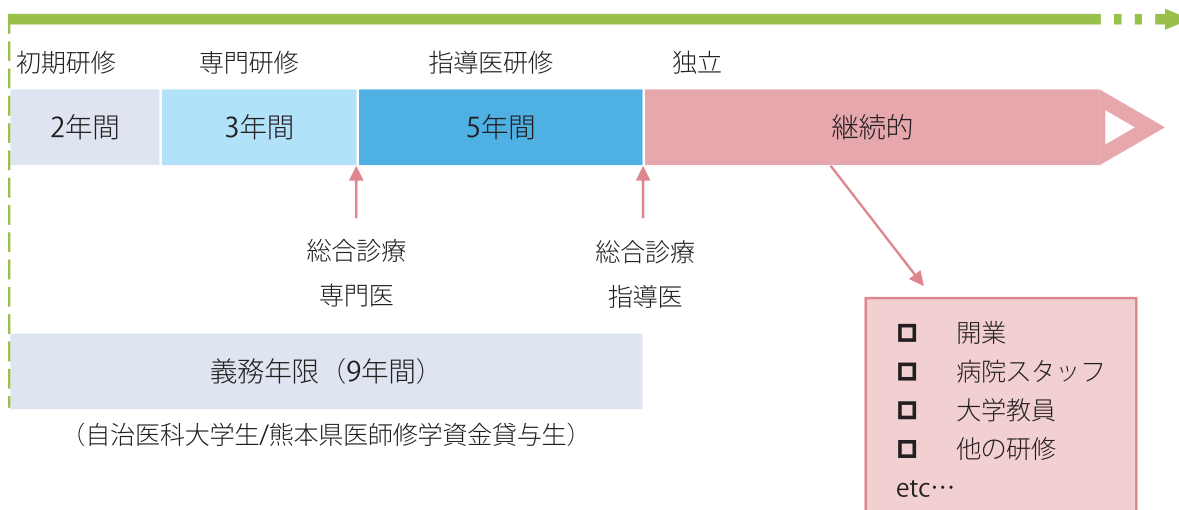 初期研修 専門研修 指導医研修 独立
2年間 3年間 5年間 継続的
総合診療 総合診療
専門医 指導医
義務年限（9年間）
（自治医科大学生/熊本県医師修学資金貸与生）
開業
病院スタッフ
大学教員
他の研修
etc…